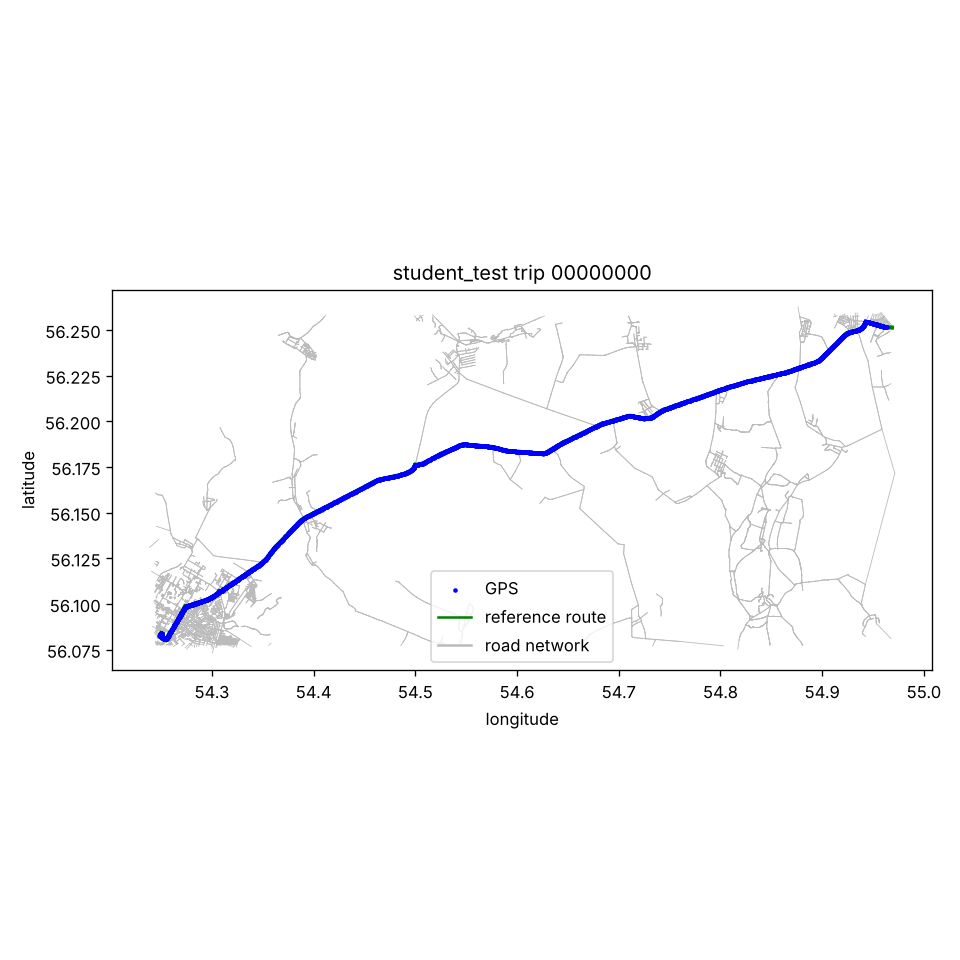 student_test trip 00000000
56.250
56.225
56.200
56.175
56.150
56.125
56.100
56.075
latitude
GPS
reference route
road network
54.3 54.4 54.5 54.6 54.7 54.8 54.9 55.0
longitude